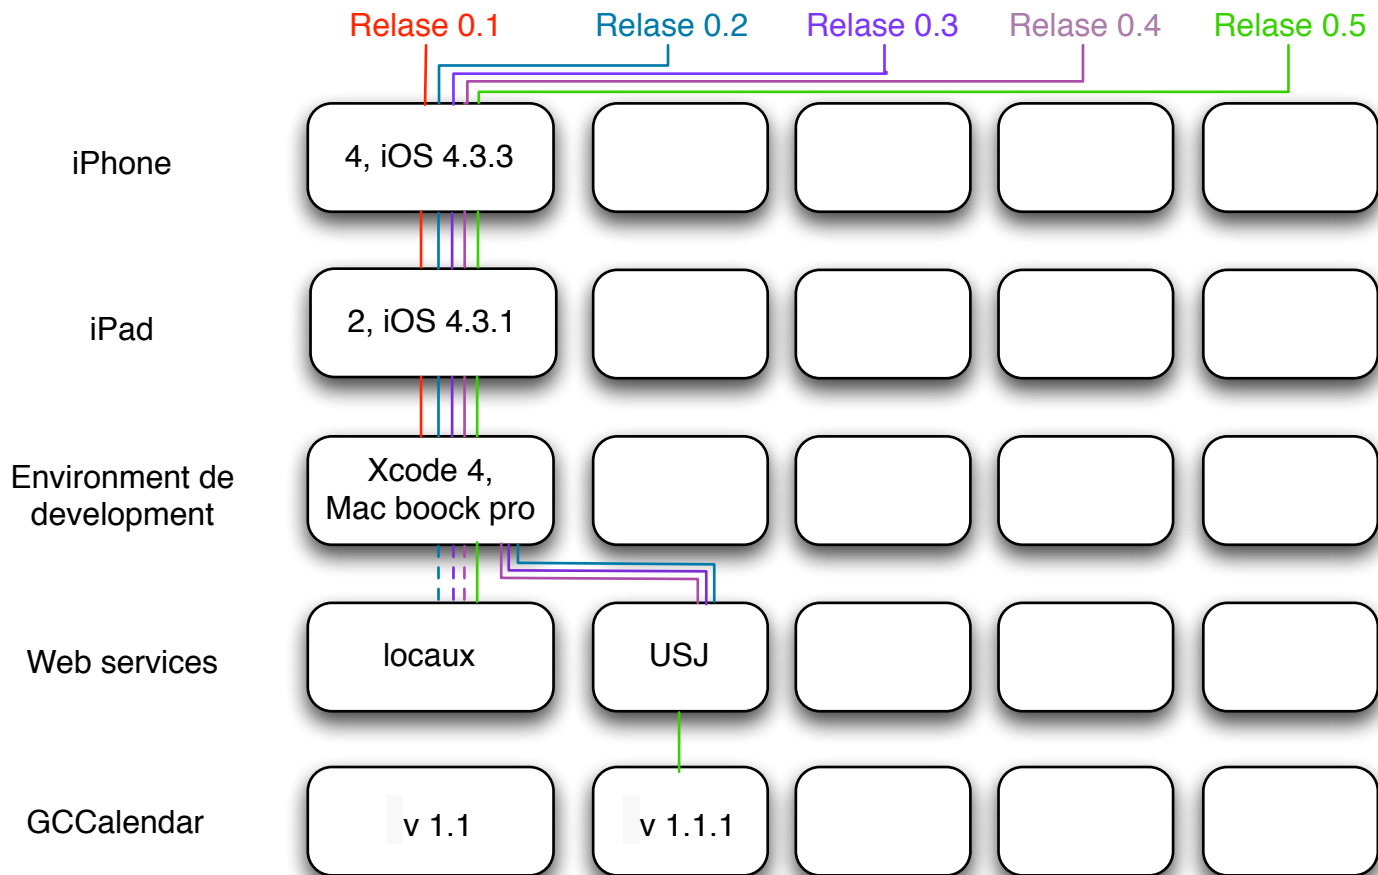 Relase 0.1 Relase 0.2 Relase 0.3 Relase 0.4 Relase 0.5
iPhone
4, iOS 4.3.3
iPad
2, iOS 4.3.1
Environment de
development
Xcode 4,
Mac boock pro
Web services
locaux
USJ
GCCalendar
v 1.1
v 1.1.1